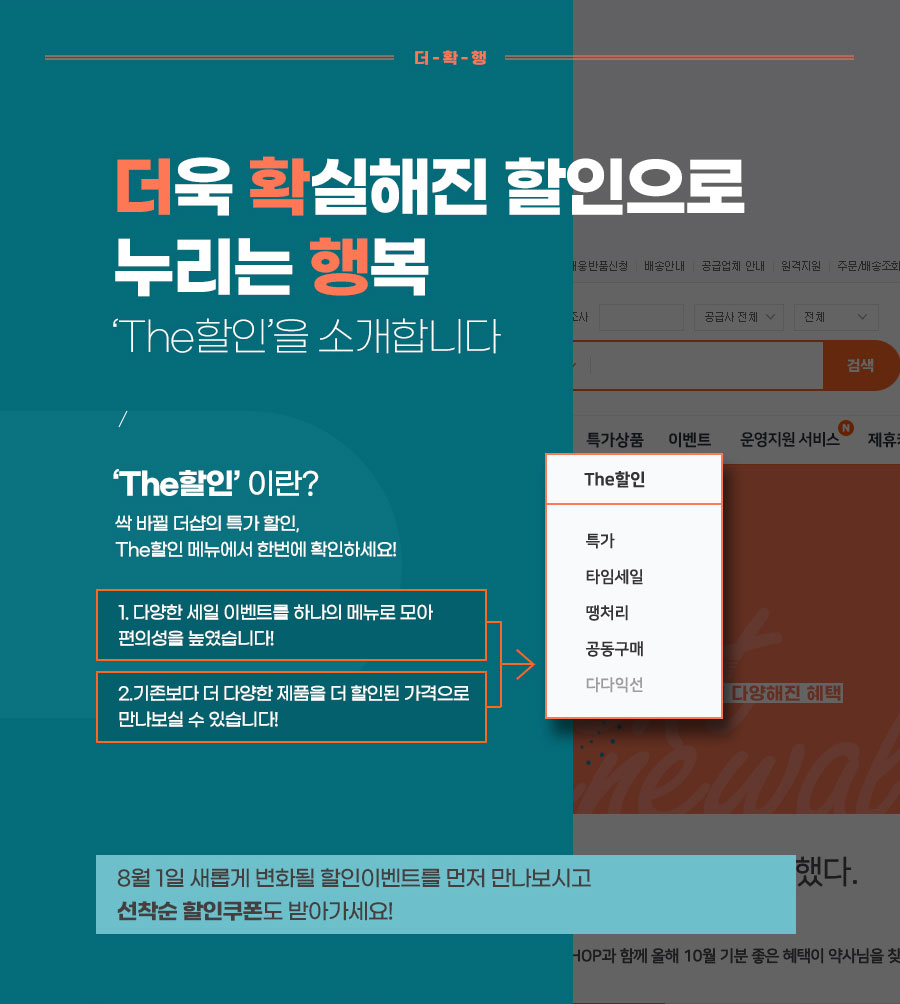 더-확-행
더욱 확실해진 할인으로
누리는 행복
‘The할인’을 소개합니다
/
‘The할인’ 이란?
싹 바뀔 더샵의 특가 할인,
The할인 메뉴에서 한번에 확인하세요!
1. 다양한 세일 이벤트를 하나의 메뉴로 모아
편의성을 높였습니다!
2.기존보다 더 다양한 제품을 더 할인된 가격으로
만나보실 수 있습니다!
반품신청 배송안내 공급업체 안내 원격지원 주문/배송조회
조사 공급사 전체 전체
검색
특가상품 이벤트 운영지원 서비스 N 제휴
The할인
특가
타임세일
땡처리
공동구매
다다익선
다양해진 혜택
newal
8월 1일 새롭게 변화될 할인이벤트를 먼저 만나보시고
선착순 할인쿠폰도 받아가세요!
했다.
HOP과 함께 올해 10월 기분 좋은 혜택이 약사님을 찾